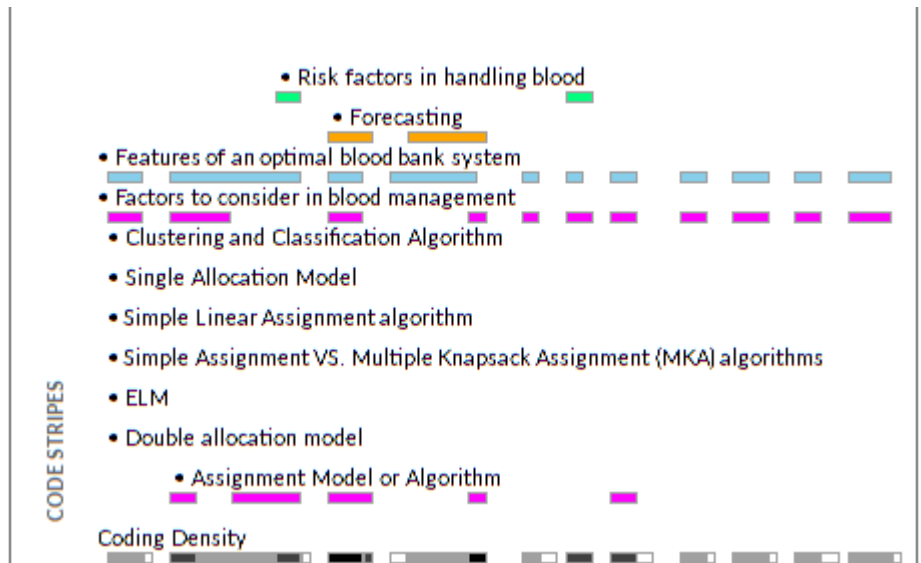 • Risk factors in handling blood
• Forecasting
• Features of an optimal blood bank system
• Factors to consider in blood management
• Clustering and Classification Algorithm
• Single Allocation Model
• Simple Linear Assignment algorithm
• Simple Assignment VS. Multiple Knapsack Assignment (MKA) algorithms
• ELM
• Double allocation model
• Assignment Model or Algorithm
Coding Density
CODE STRIPES